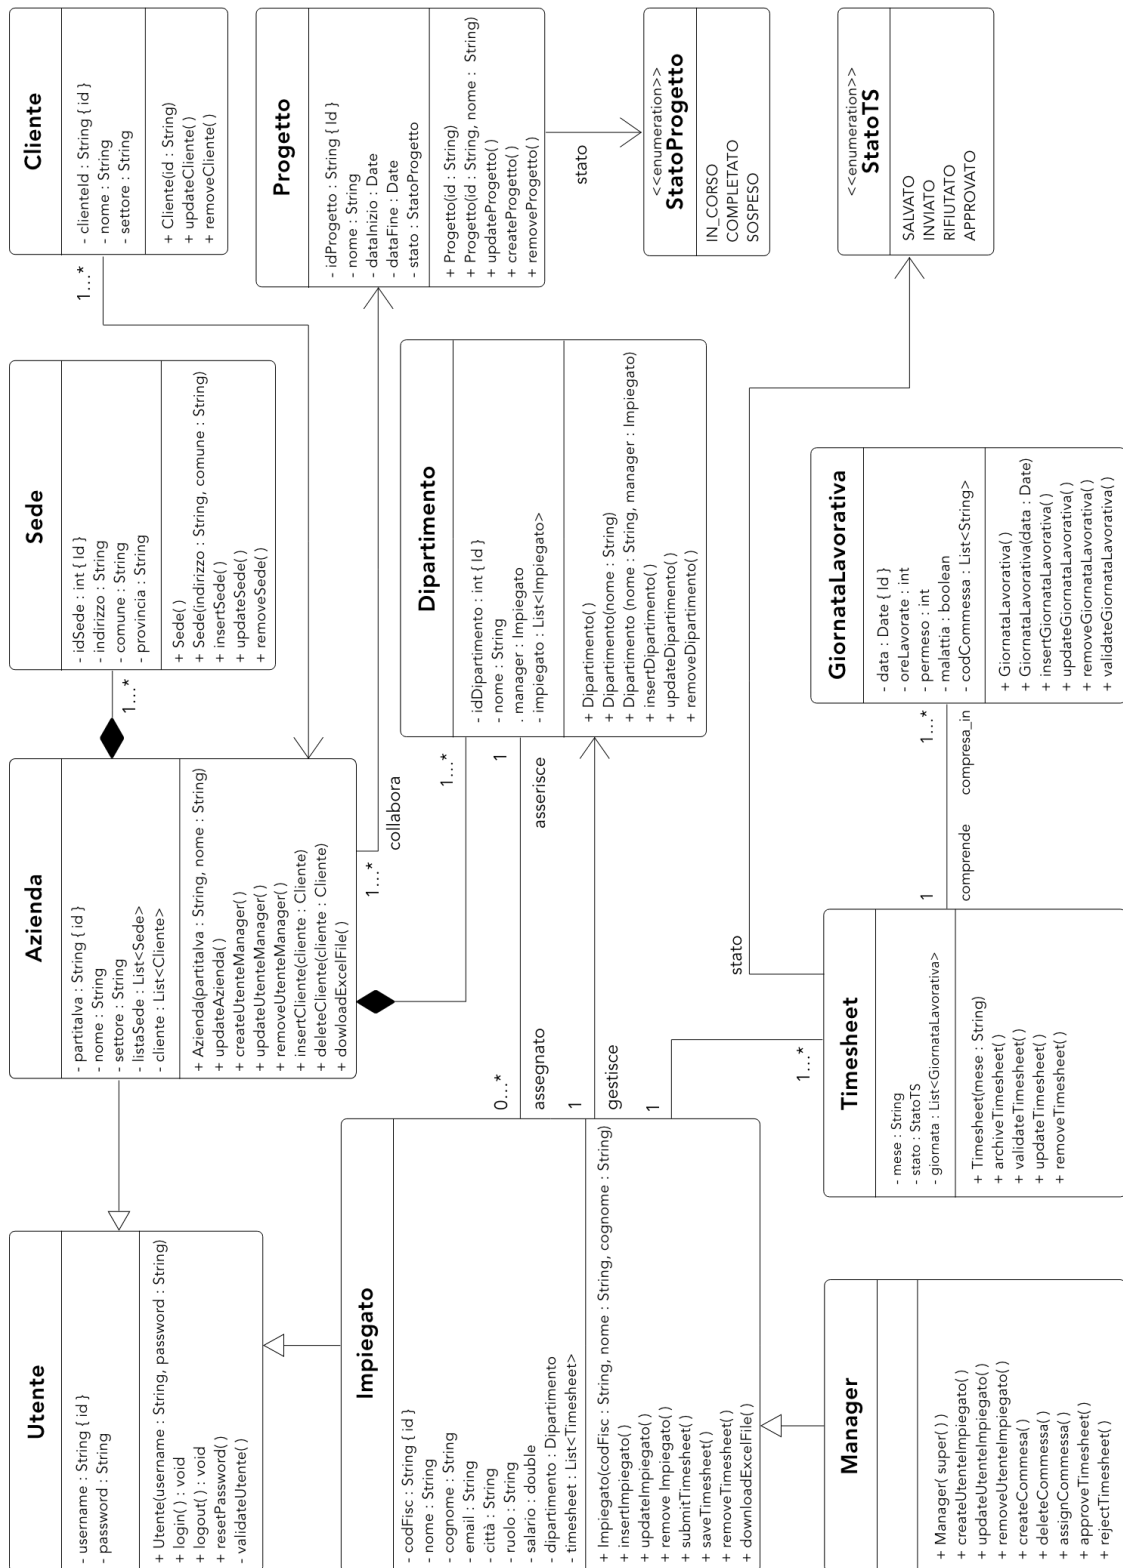 Utente
- username : String { id }
- password : String
+ Utente(username : String, password : String)
+ login( ) : void
+ logout( ) : void
+ resetPassword( )
- validateUtente( )
Azienda
- partitaIva : String { id }
- nome : String
- settore : String
- listaSede : List<Sede>
- cliente : List<Cliente>
+ Azienda(partitaIva : String, nome : String)
+ updateAzienda( )
+ createUtenteManager( )
+ updateUtenteManager( )
+ removeUtenteManager( )
+ insertCliente(cliente : Cliente)
+ deleteCliente(cliente : Cliente)
+ dowloadExcelFile( )
1...*
Sede
- idSede : int { Id }
- indirizzo : String
- comune : String
- provincia : String
+ Sede( )
+ Sede(indirizzo : String, comune : String)
+ insertSede( )
+ updateSede( )
+ removeSede( )
1...*
Cliente
- clienteId : String { id }
- nome : String
- settore : String
+ Cliente(id : String)
+ updateCliente( )
+ removeCliente( )
1...*
collabora
Progetto
- idProgetto : String { Id }
- nome : String
- dataInizio : Date
- dataFine : Date
- stato : StatoProgetto
+ Progetto(id : String)
+ Progetto(id : String, nome : String)
+ updateProgetto( )
+ createProgetto( )
+ removeProgetto( )
Impiegato
- codFisc : String { id }
- nome : String
- cognome : String
- email : String
- città : String
- ruolo : String
- salario : double
- dipartimento : Dipartimento
- timesheet : List<Timesheet>
+ Impiegato(codFisc : String, nome : String, cognome : String)
+ insertImpiegato( )
+ updateImpiegato( )
+ remove Impiegato( )
+ submitTimesheet( )
+ saveTimesheet( )
+ removeTimesheet( )
+ downloadExcelFile( )
1...*
0...*
assegnato
asserisce
1
1
gestisce
1
1...*
Dipartimento
- idDipartimento : int { Id }
- nome : String
. manager : Impiegato
- impiegato : List<Impiegato>
+ Dipartimento( )
+ Dipartimento(nome : String)
+ Dipartimento (nome : String, manager : Impiegato)
+ insertDipartimento( )
+ updateDipartimento( )
+ removeDipartimento( )
stato
<<enumeration>>
StatoProgetto
IN_CORSO
COMPLETATO
SOSPESO
Manager
+ Manager( super( ) )
+ createUtenteImpiegato( )
+ updateUtenteImpiegato( )
+ removeUtenteImpiegato( )
+ createCommesa( )
+ deleteCommessa( )
+ assignCommessa( )
+ approveTimesheet( )
+ rejectTimesheet( )
Timesheet
- mese : String
- stato : StatoTS
- giornata : List<GiornataLavorativa>
+ Timesheet(mese : String)
+ archiveTimesheet( )
+ validateTimesheet( )
+ updateTimesheet( )
+ removeTimesheet( )
stato
1
comprende
1...*
compresa_in
GiornataLavorativa
- data : Date { Id }
- oreLavorate : int
- permeso : int
- malattia : boolean
- codCommessa : List<String>
+ GiornataLavorativa( )
+ GiornataLavorativa(data : Date)
+ insertGiornataLavorativa( )
+ updateGiornataLavorativa( )
+ removeGiornataLavorativa( )
+ validateGiornataLavorativa( )
<<enumeration>>
StatoTS
SALVATO
INVIATO
RIFIUTATO
APPROVATO